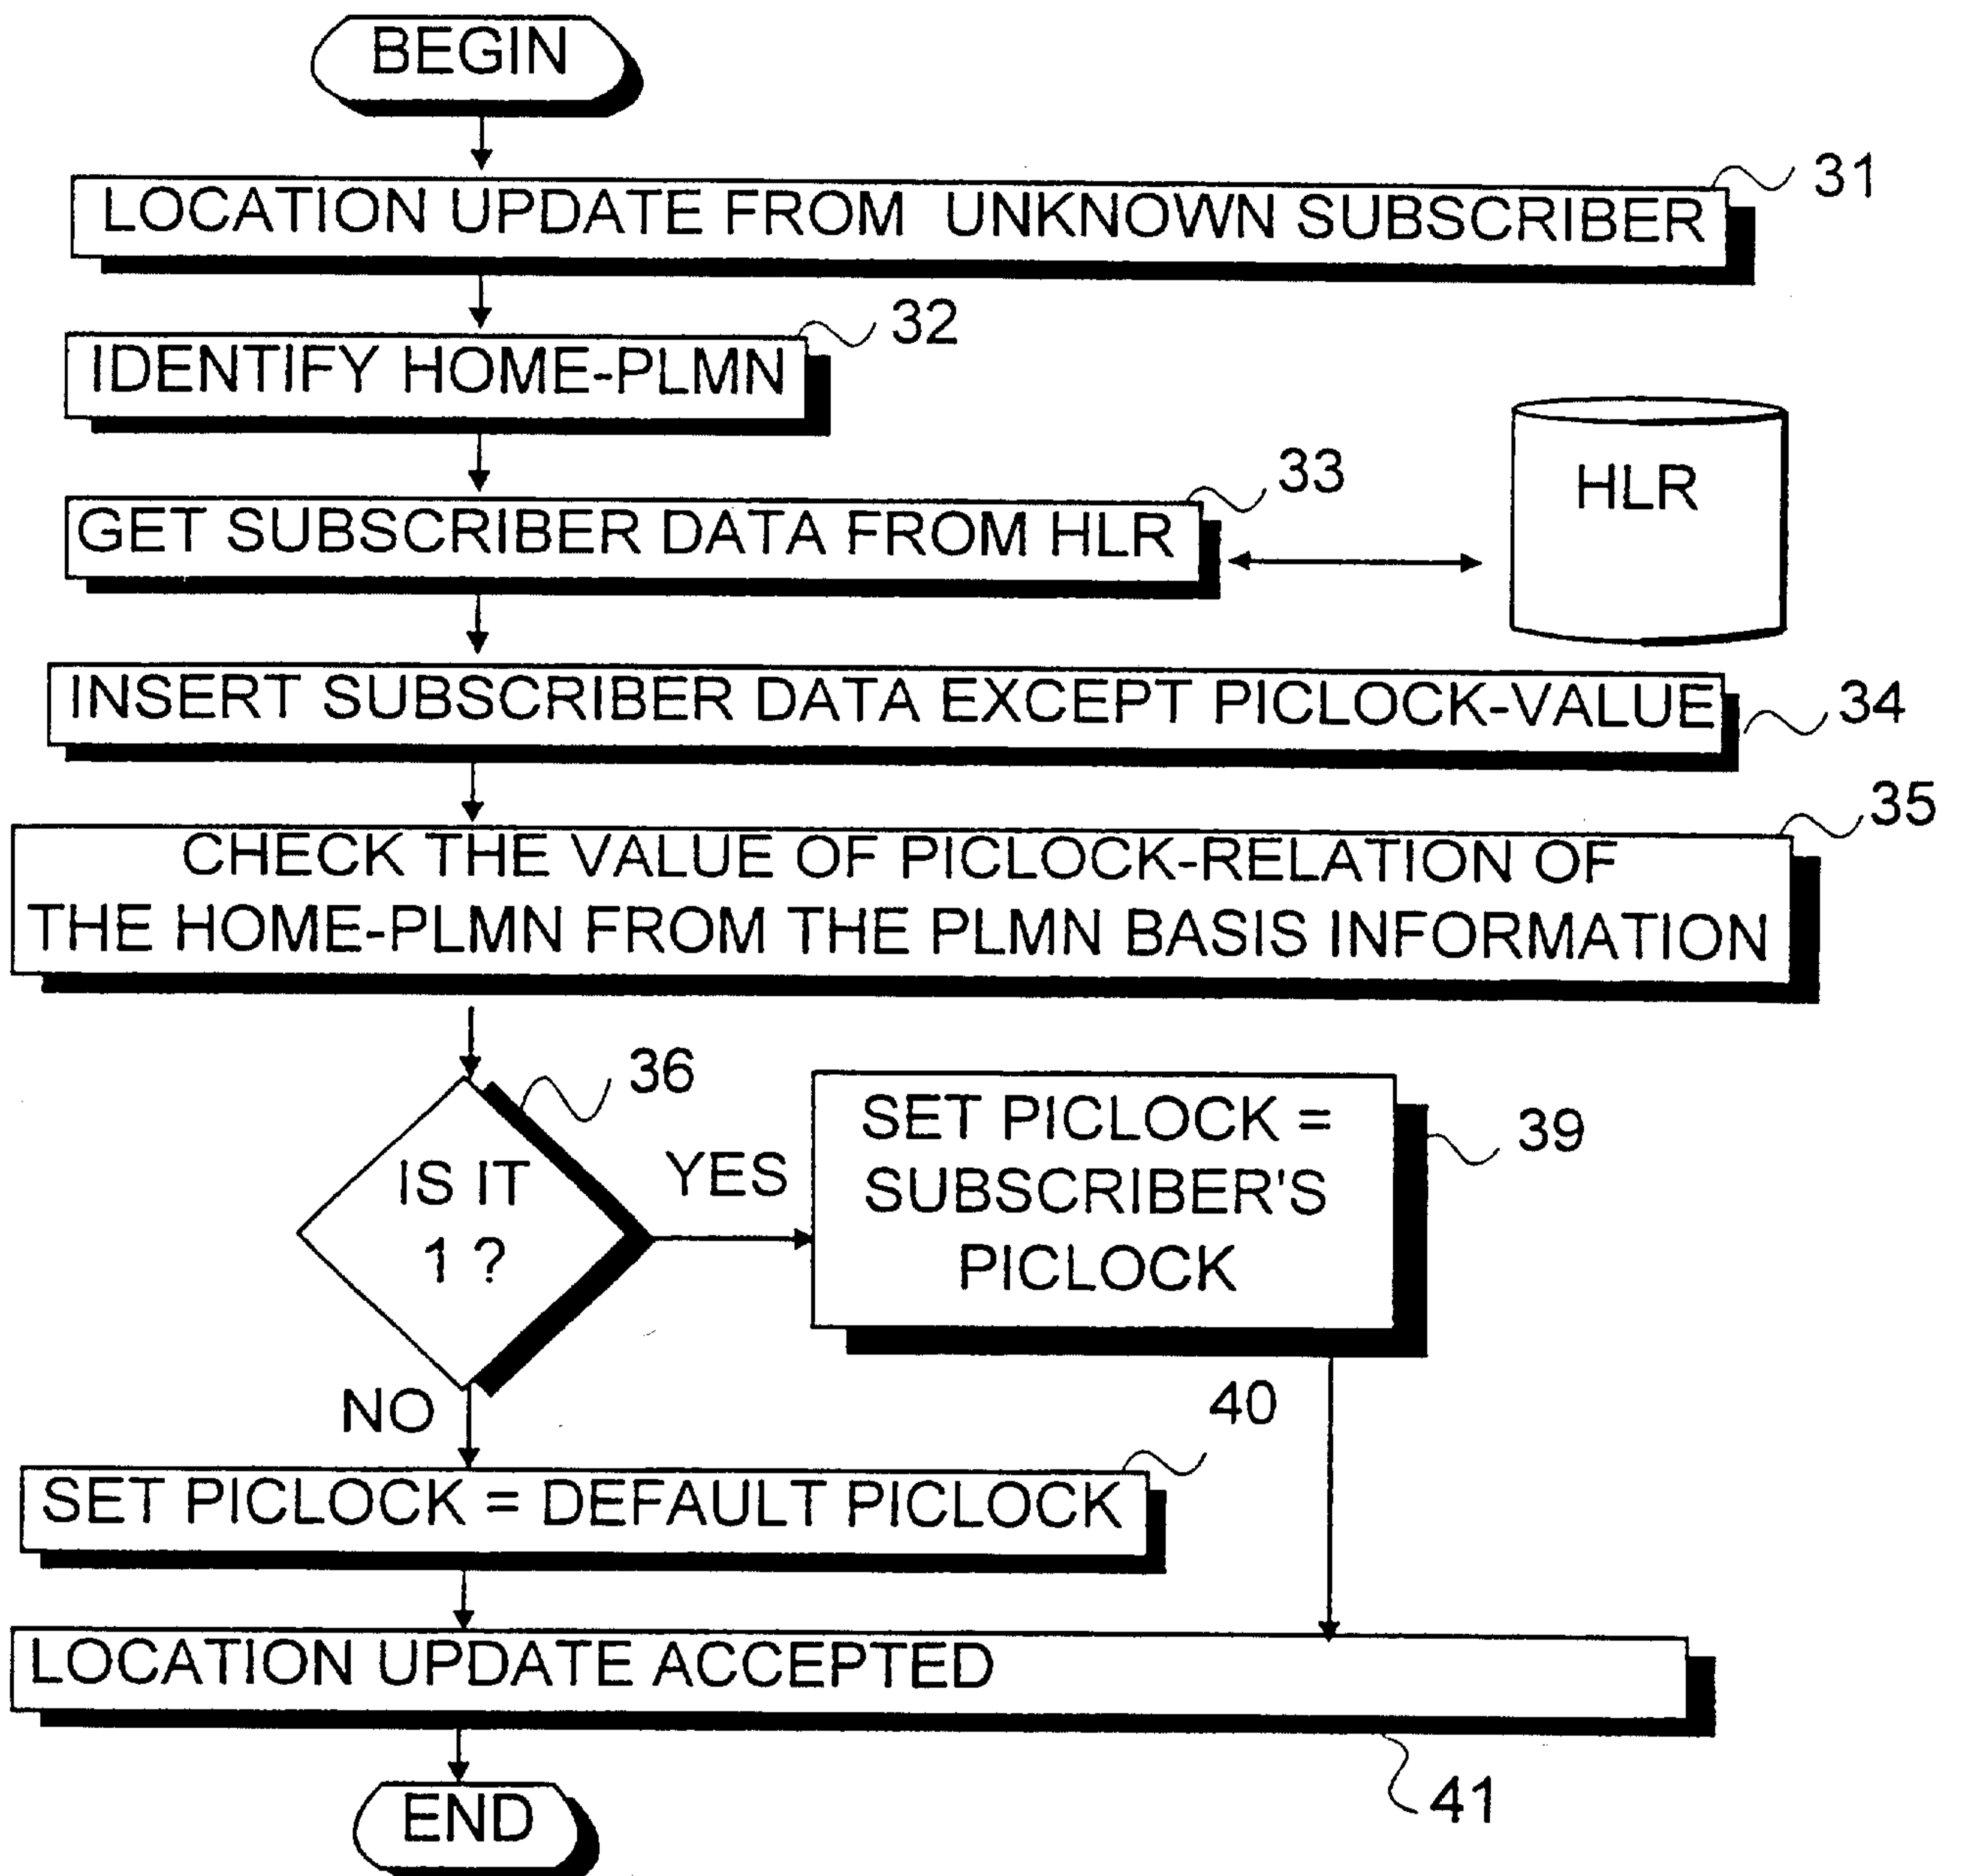 BEGIN
LOCATION UPDATE FROM UNKNOWN SUBSCRIBER
31
IDENTIFY HOME-PLMN
32
GET SUBSCRIBER DATA FROM HLR
33
HLR
INSERT SUBSCRIBER DATA EXCEPT PICLOCK-VALUE
34
CHECK THE VALUE OF PICLOCK-RELATION OF
THE HOME-PLMN FROM THE PLMN BASIS INFORMATION
35
IS IT
1 ?
36
YES
SET PICLOCK =
SUBSCRIBER'S
PICLOCK
39
NO
SET PICLOCK = DEFAULT PICLOCK
40
LOCATION UPDATE ACCEPTED
41
END